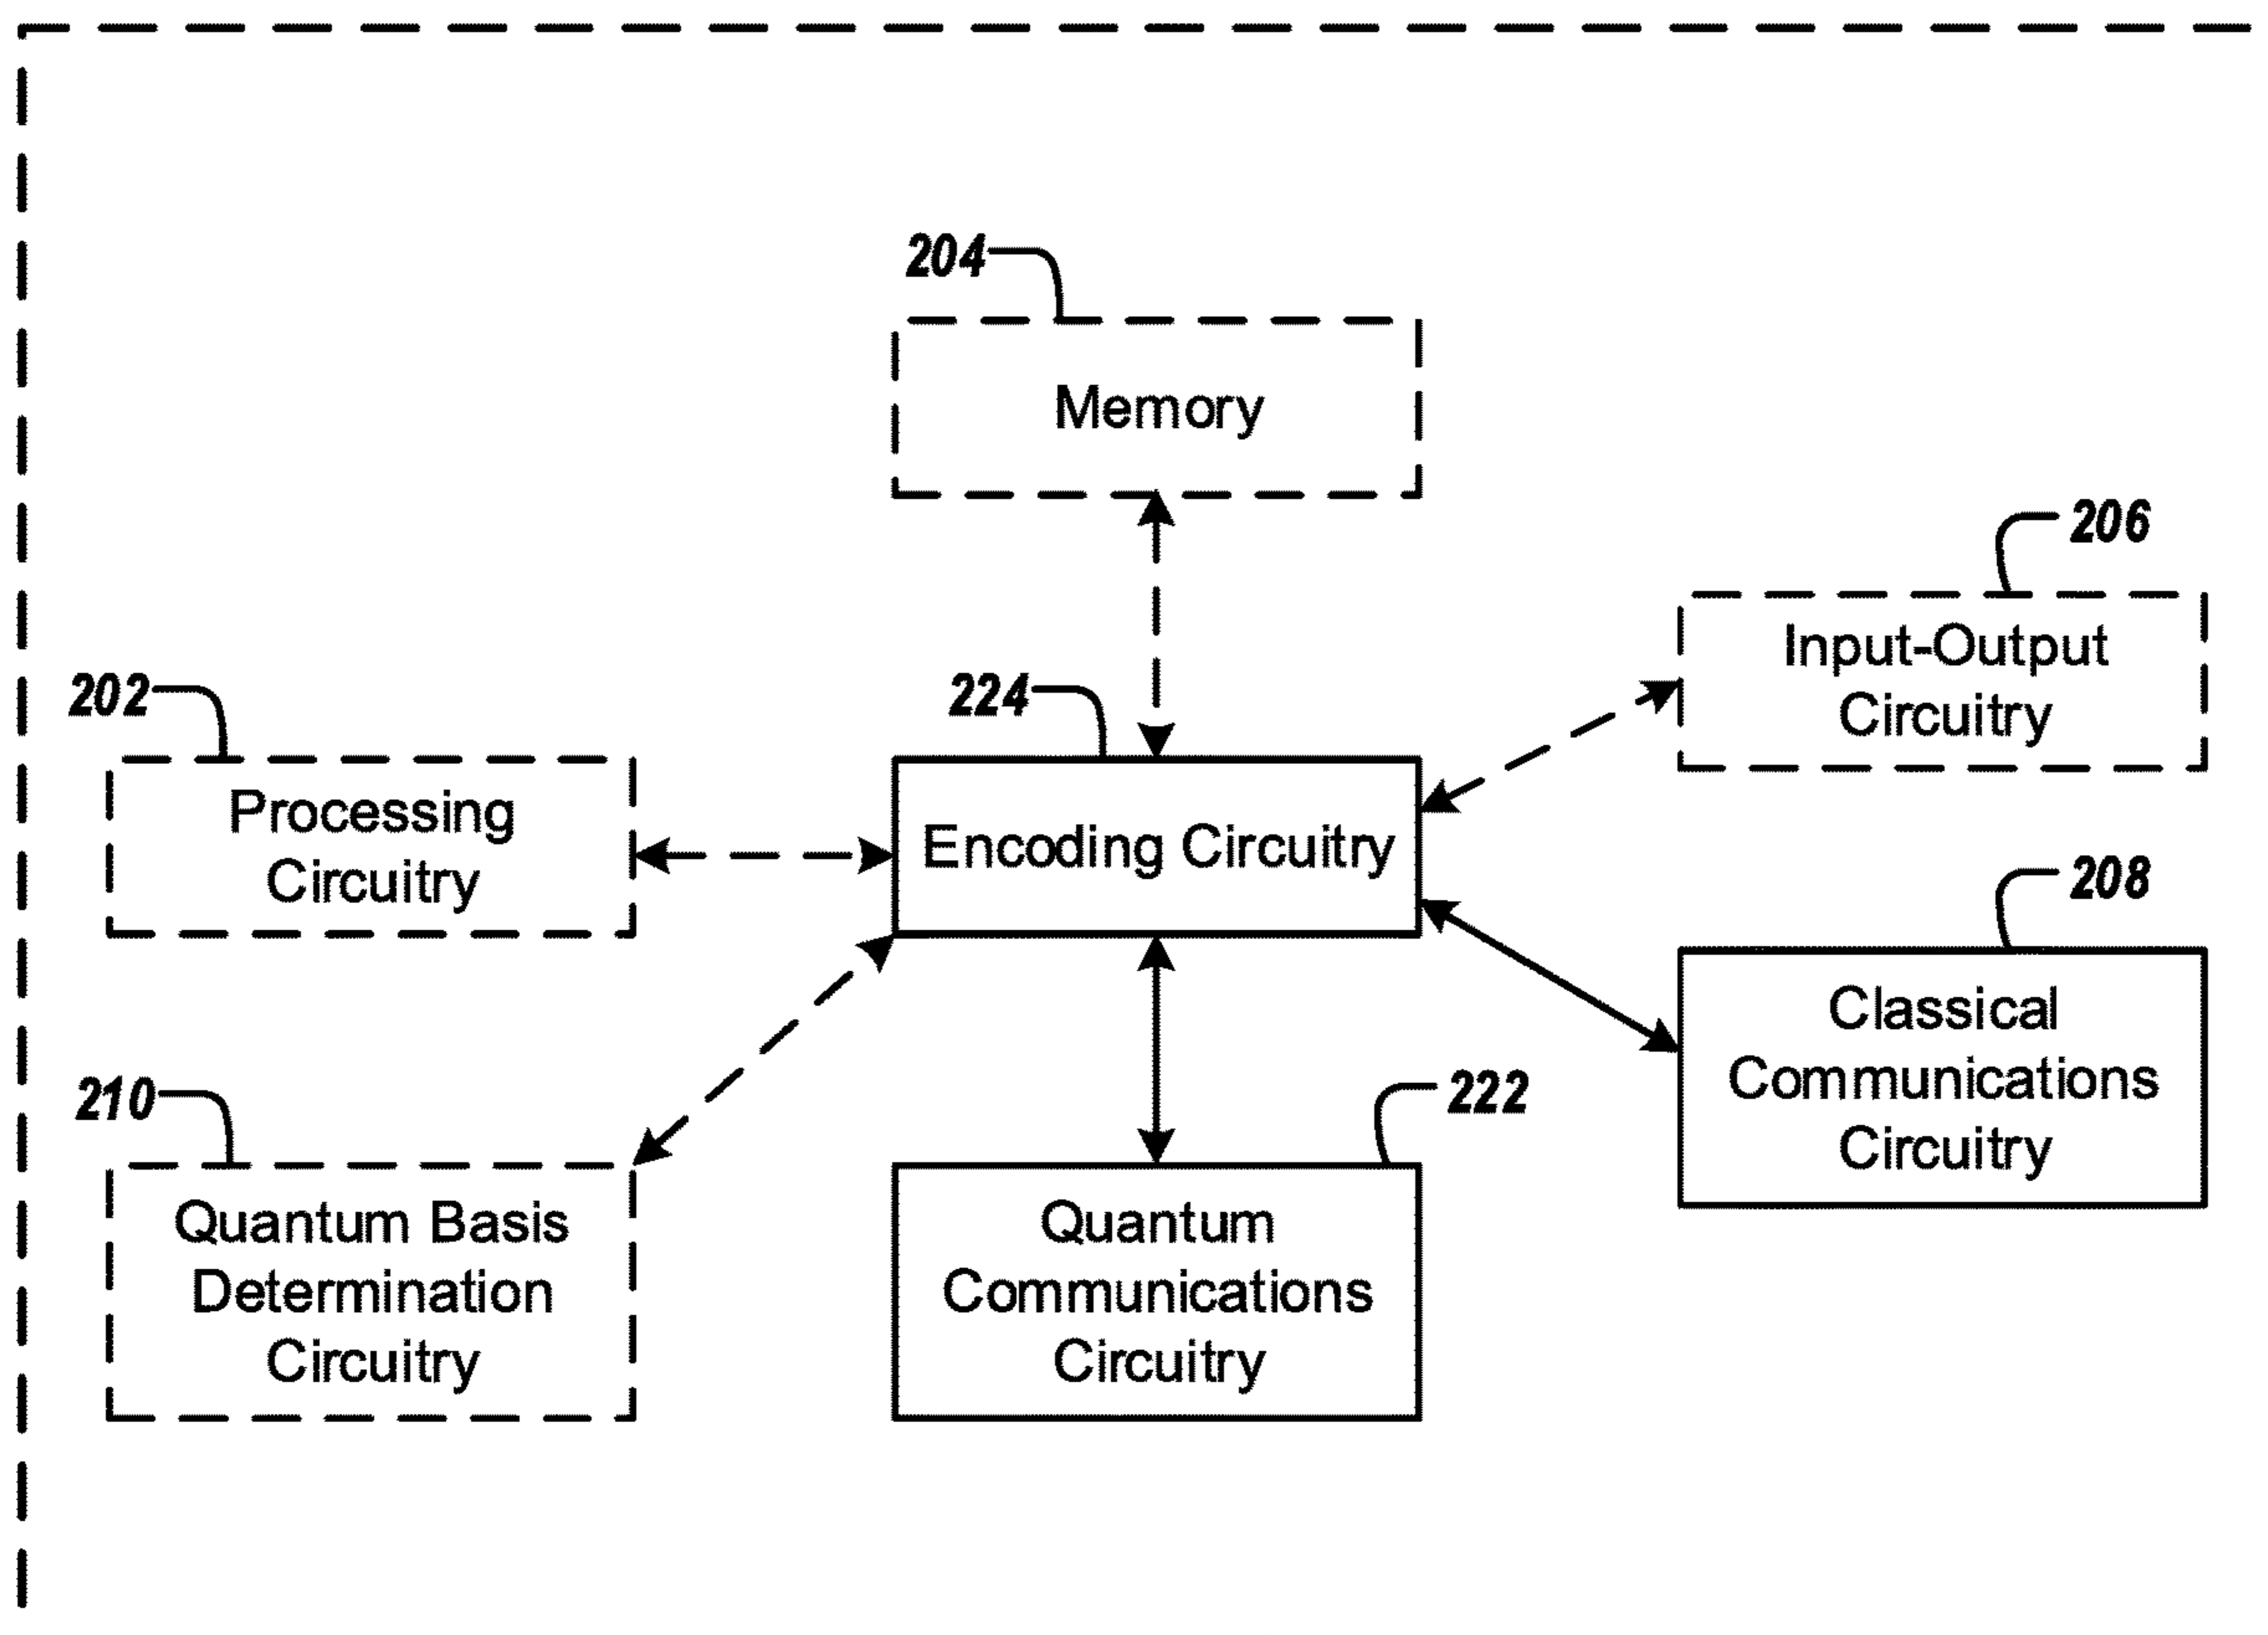 204
Memory
206
Input-Output
Circuitry
202
Processing
Circuitry
224
Encoding Circuitry
208
Classical
Communications
Circuitry
210
Quantum Basis
Determination
Circuitry
222
Quantum
Communications
Circuitry